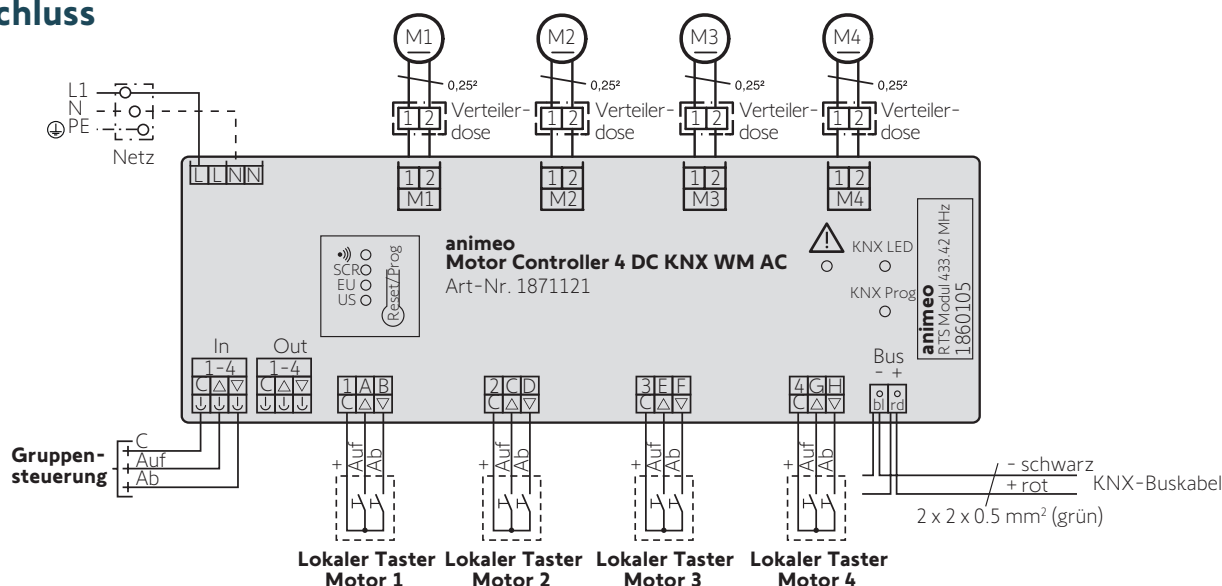 chluss
M1 M2 M3 M4
0,25² 0,25² 0,25² 0,25²
L1
N
PE
Netz
1 2 Verteiler-
dose
1 2 Verteiler-
dose
1 2 Verteiler-
dose
1 2 Verteiler-
dose
L L N N
1 2
M1
1 2
M2
1 2
M3
1 2
M4
SCR
EU
US
Reset/Prog
animeo
Motor Controller 4 DC KNX WM AC
Art-Nr. 1871121
KNX LED
KNX Prog
animeo
RTS Modul 433.42 MHz
1860105
In Out
1-4 1-4
C C
1 A B
C
2 C D
C
3 E F
C
4 G H
C
Bus
- +
bl rd
Gruppen-
steuerung
C
Auf
Ab
+ Auf Ab
+ Auf Ab
+ Auf Ab
+ Auf Ab
- schwarz
+ rot
KNX-Buskabel
2 x 2 x 0.5 mm² (grün)
Lokaler Taster
Motor 1
Lokaler Taster
Motor 2
Lokaler Taster
Motor 3
Lokaler Taster
Motor 4